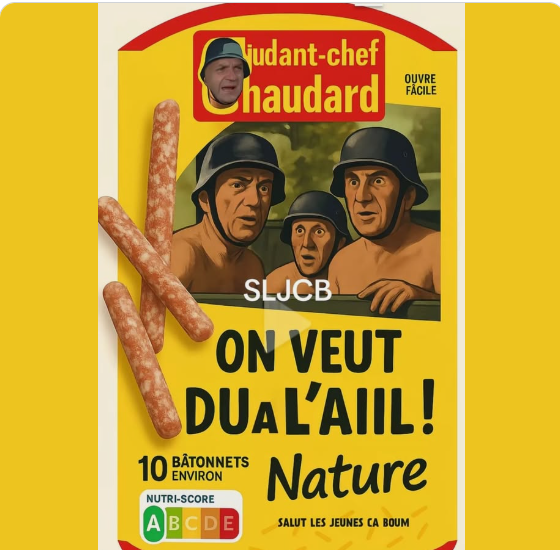 judant-chef
Chaudard
OUVRE
FÂCILE
SLJCB
ON VEUT
DUA L'AIIL!
10 BÂTONNETS
ENVIRON
Nature
NUTRI-SCORE
A B C D E
SALUT LES JEUNES CA BOUM